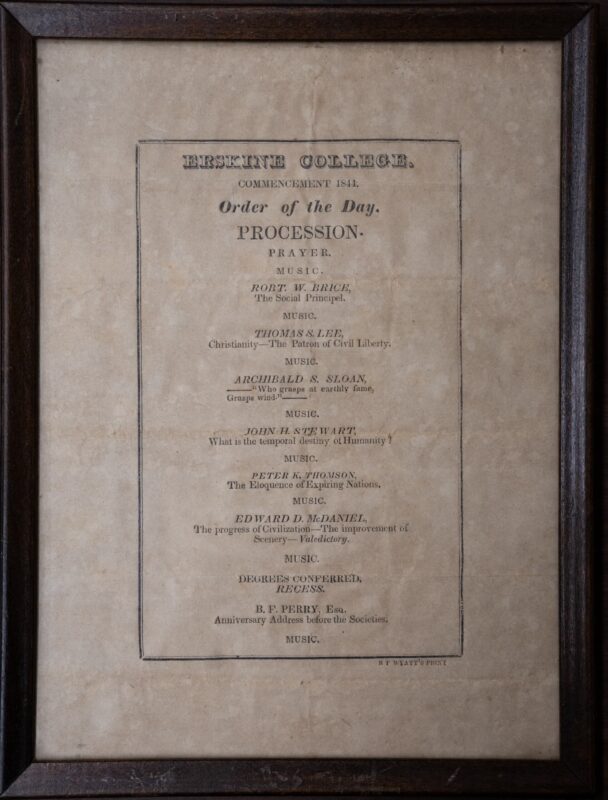 ERSKINE COLLEGE.
COMMENCEMENT 1844.
Order of the Day.
PROCESSION.
PRAYER.
MUSIC.
ROBT. W. BRICE,
The Social Principel.
MUSIC.
THOMAS S. LEE,
Christianity—The Patron of Civil Liberty.
MUSIC.
ARCHIBALD S. SLOAN,
——"Who grasps at earthly fame,
Grasps wind."——
MUSIC.
JOHN H. STEWART,
What is the temporal destiny of Humanity?
MUSIC.
PETER K. THOMSON,
The Eloquence of Expiring Nations.
MUSIC.
EDWARD D. McDANIEL,
The progress of Civilization—The improvement of
Scenery—Valedictory.
MUSIC.
DEGREES CONFERRED,
RECESS.
B. F. PERRY, Esq.
Anniversary Address before the Societies.
MUSIC.
WYATT'S PRINT